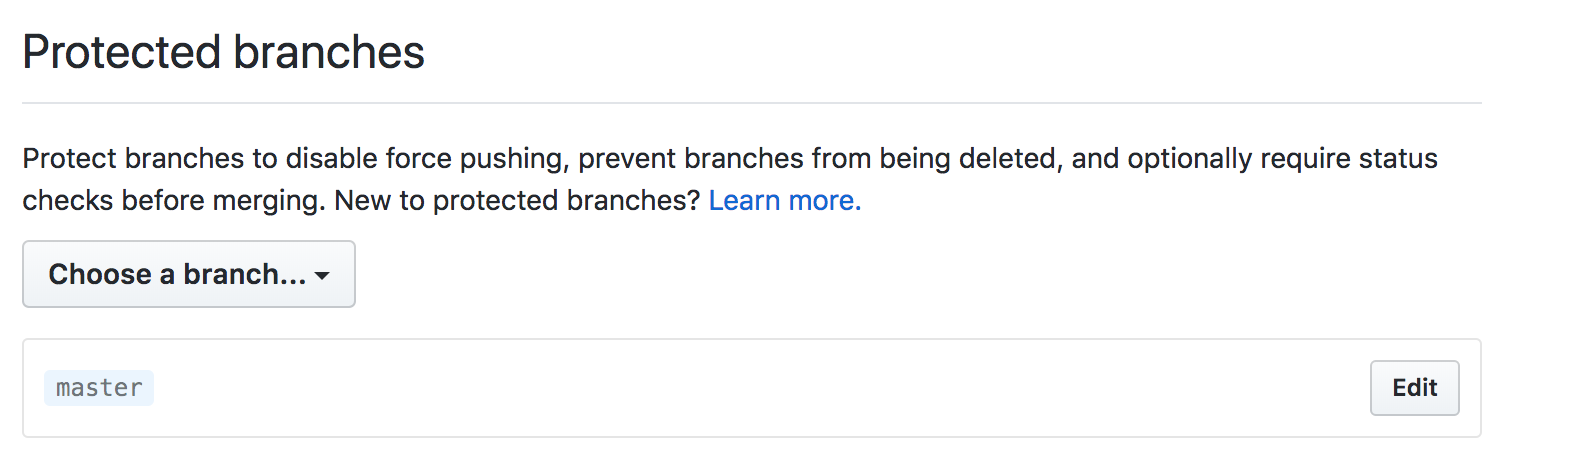 Protected branches
Protect branches to disable force pushing, prevent branches from being deleted, and optionally require status
checks before merging. New to protected branches? Learn more.
Choose a branch...
master
Edit